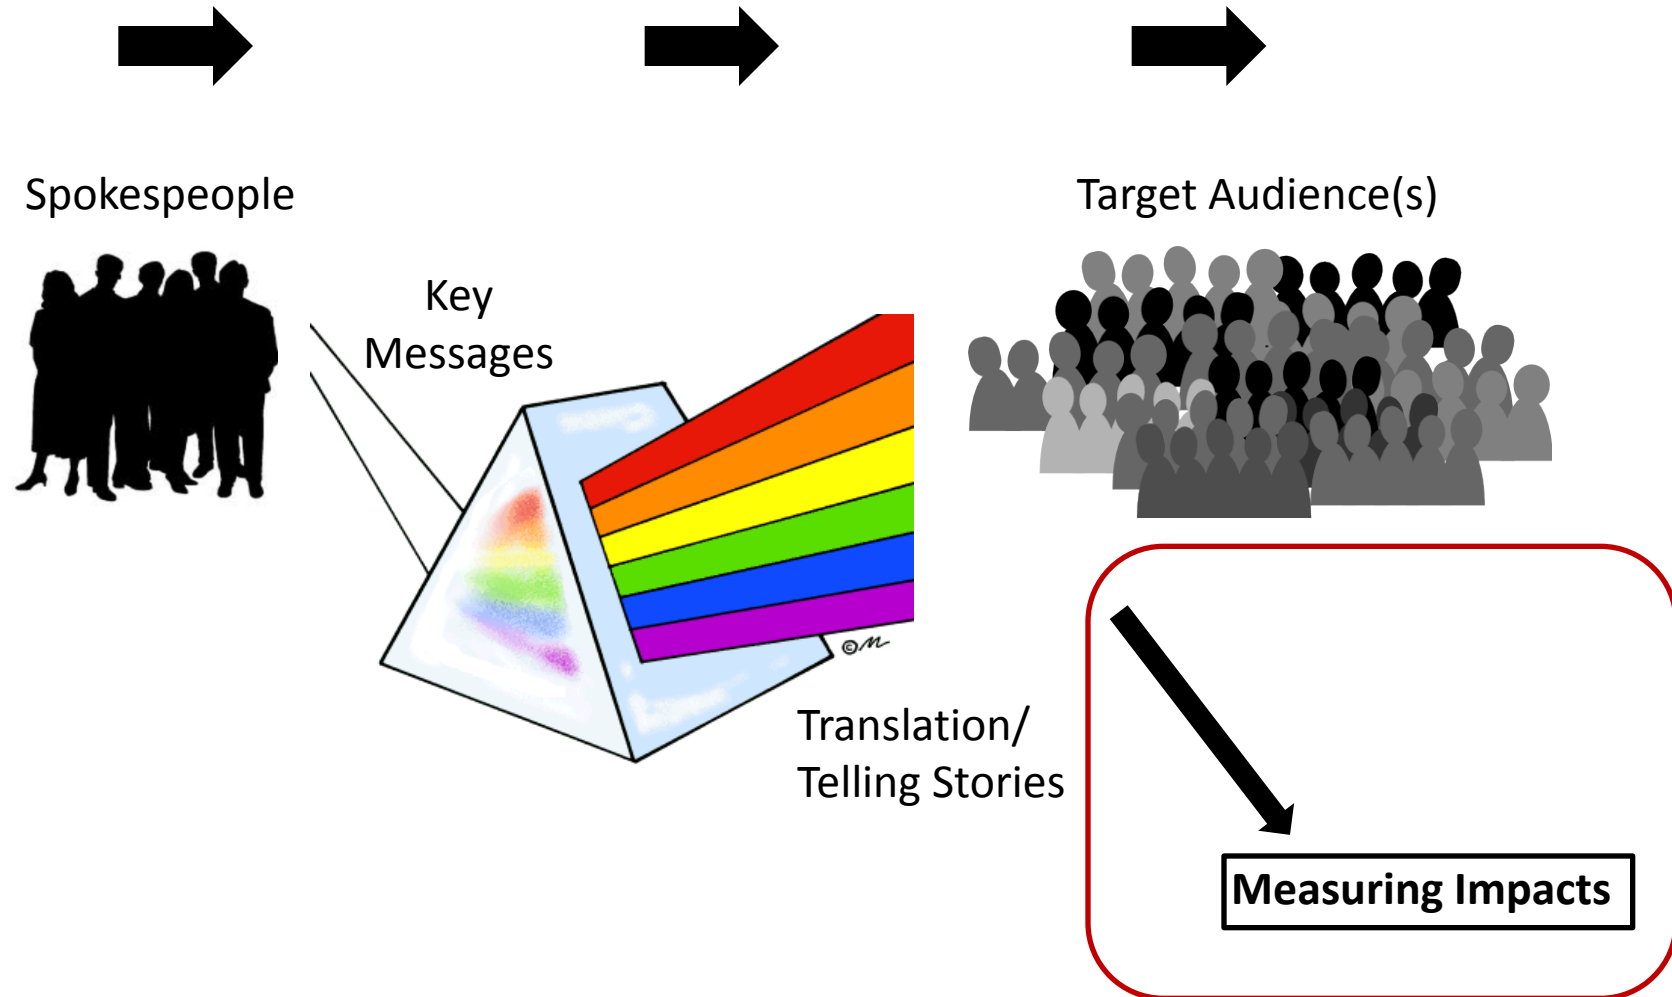 Spokespeople
Key
Messages
Target Audience(s)
Translation/
Telling Stories
Measuring Impacts